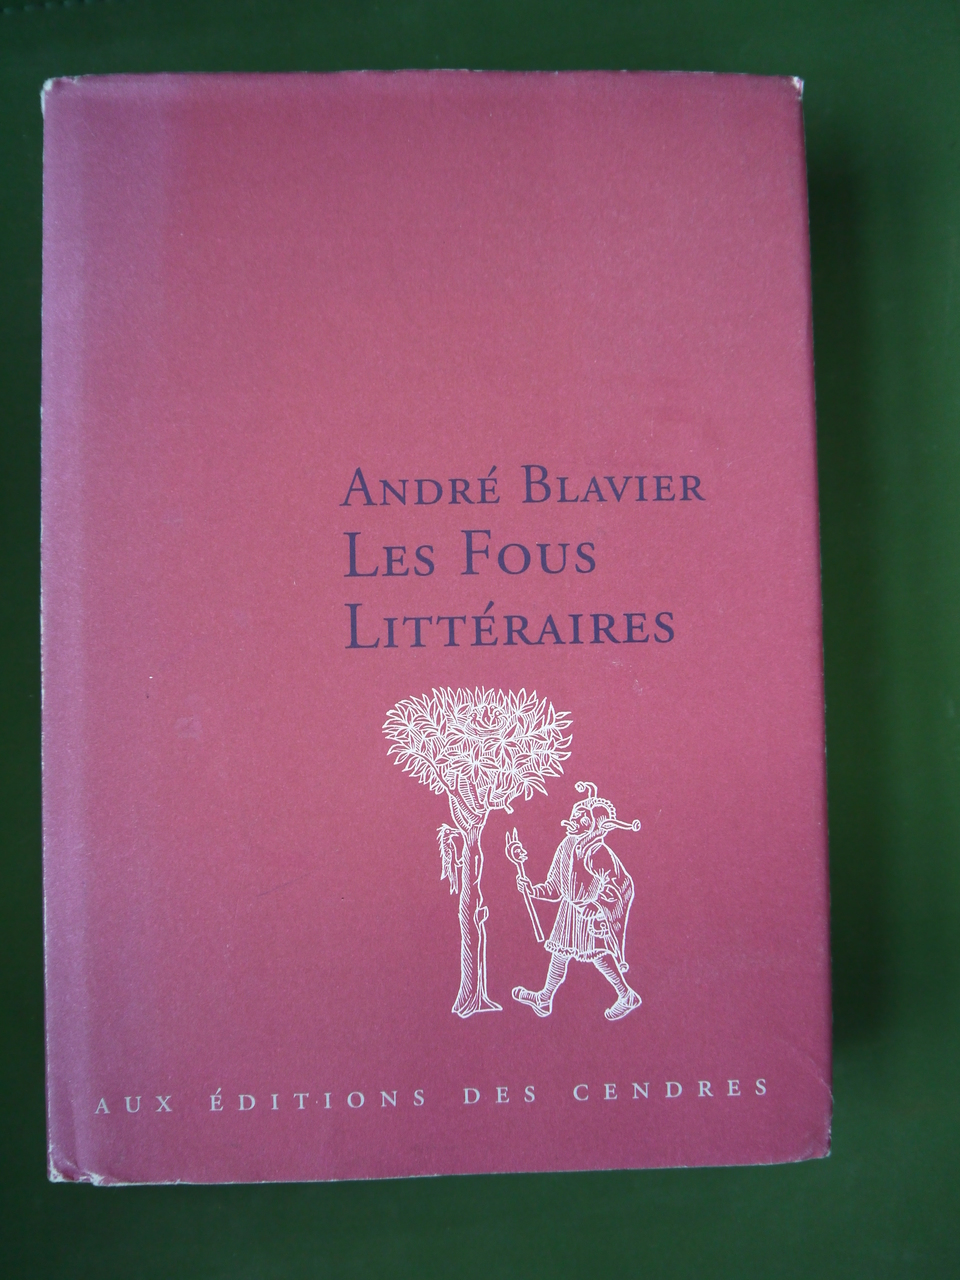 André Blavier
Les Fous
Littéraires
AUX ÉDITIONS DES CENDRES